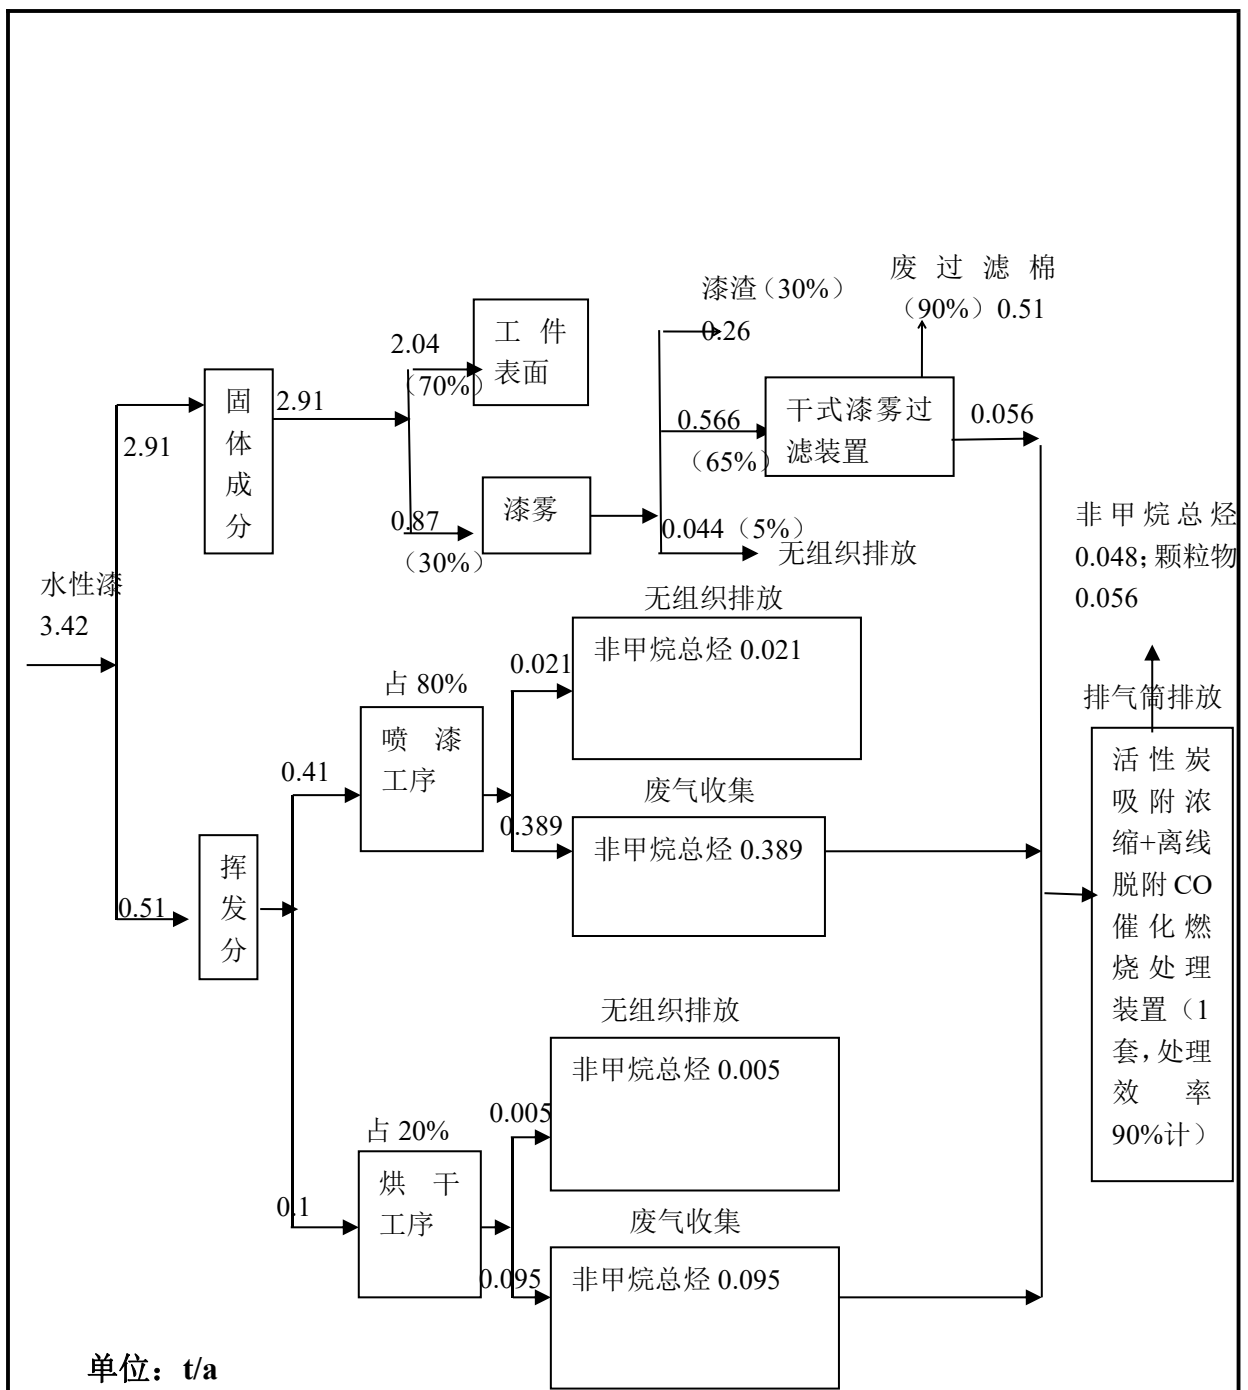 漆渣（30%）
0.26
废过滤棉
（90%）0.51
工件
表面
2.04
（70%）
固
体
成
分
2.91
2.91
干式漆雾过
滤装置
0.056
0.566
（65%）
漆雾
0.87
（30%）
0.044（5%）
无组织排放
非甲烷总烃
0.048；颗粒物
0.056
水性漆
3.42
无组织排放
非甲烷总烃 0.021
0.021
占 80%
喷漆
工序
0.41
废气收集
0.389
非甲烷总烃 0.389
排气筒排放
活性炭
吸附浓
缩+离线
脱附 CO
催化燃
烧处理
装置（1
套，处理
效率
90%计）
挥
发
分
0.51
无组织排放
非甲烷总烃 0.005
0.005
占 20%
烘干
工序
0.1
废气收集
0.095
非甲烷总烃 0.095
单位：t/a